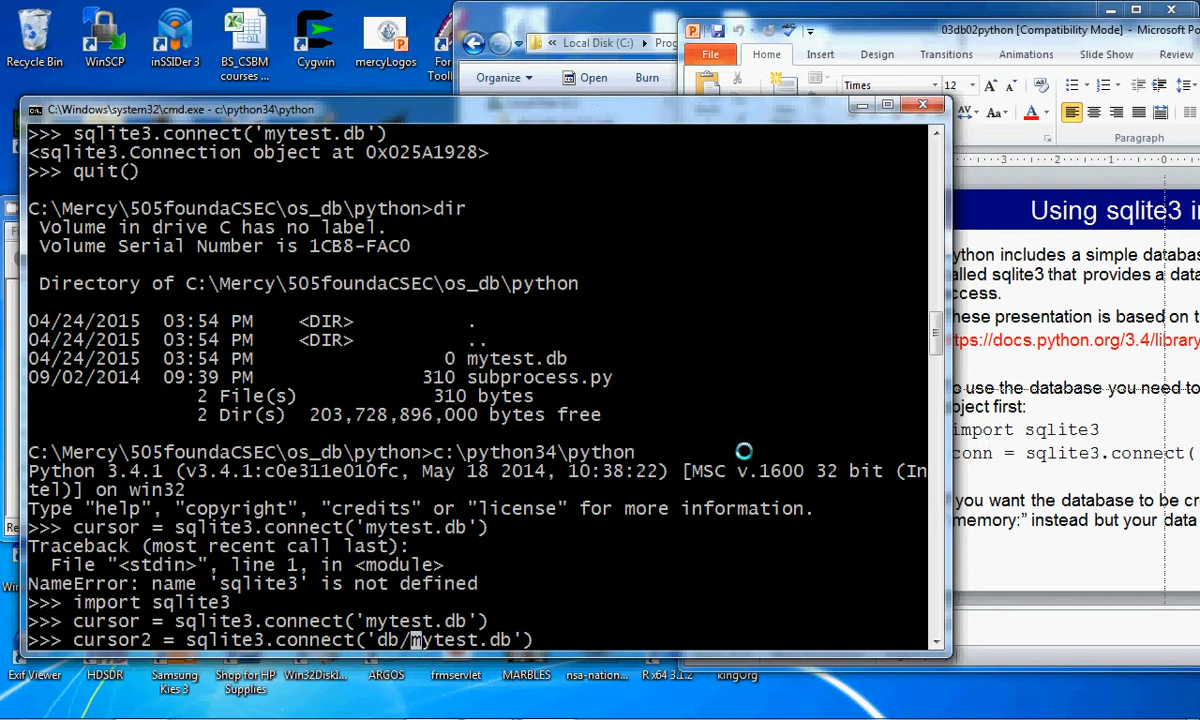 03db02python [Compatibility Mode] - Microsoft P
Local Disk (C:)
Prog
File
Home
Insert
Design
Transitions
Animations
Slide Show
Review
Organize
Open
Burn
Times
12
Paragraph
Recycle Bin
WinSCP
inSSIDer 3
BS_CSBM
courses ...
Cygwin
mercyLogos
C:\Windows\system32\cmd.exe - c:\python34\python
>>> sqlite3.connect('mytest.db')
<sqlite3.Connection object at 0x025A1928>
>>> quit()
C:\Mercy\505foundaCSEC\os_db\python>dir
Volume in drive C has no label.
Volume Serial Number is 1CB8-FAC0
Directory of C:\Mercy\505foundaCSEC\os_db\python
04/24/2015  03:54 PM    <DIR>          .
04/24/2015  03:54 PM    <DIR>          ..
04/24/2015  03:54 PM                 0 mytest.db
09/02/2014  09:39 PM               310 subprocess.py
2 File(s)            310 bytes
2 Dir(s)  203,728,896,000 bytes free
C:\Mercy\505foundaCSEC\os_db\python>c:\python34\python
Python 3.4.1 (v3.4.1:c0e311e010fc, May 18 2014, 10:38:22) [MSC v.1600 32 bit (In
tel)] on win32
Type "help", "copyright", "credits" or "license" for more information.
>>> cursor = sqlite3.connect('mytest.db')
Traceback (most recent call last):
File "<stdin>", line 1, in <module>
NameError: name 'sqlite3' is not defined
>>> import sqlite3
>>> cursor = sqlite3.connect('mytest.db')
>>> cursor2 = sqlite3.connect('db/mytest.db')
Using sqlite3 i
ython includes a simple databas
alled sqlite3 that provides a data
ccess.
hese presentation is based on t
ttps://docs.python.org/3.4/library
o use the database you need to
bject first:
import sqlite3
conn = sqlite3.connect(
you want the database to be cr
memory:” instead but your data
Exif Viewer
HDSDR
Samsung
Kies 3
Shop for HP
Supplies
Win32DiskI...
ARGOS
frmservlet
MARBLES
nsa-nation...
R x64 3.1.2
kingOrg